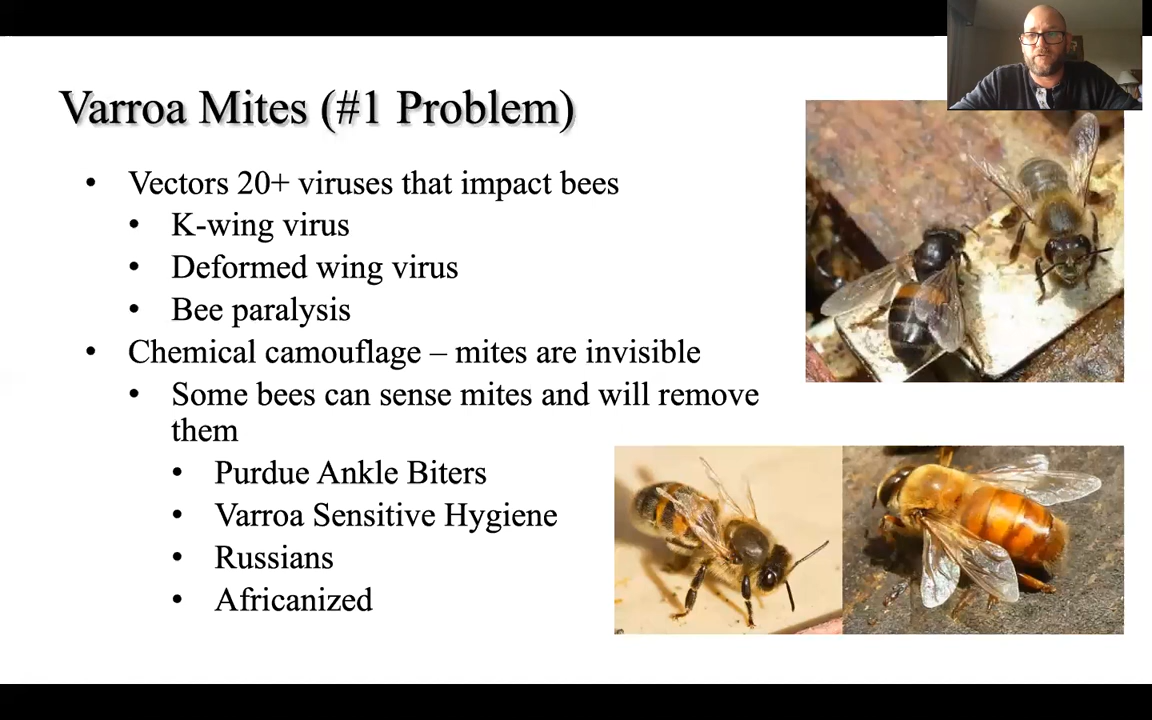 Varroa Mites (#1 Problem)
• Vectors 20+ viruses that impact bees
• K-wing virus
• Deformed wing virus
• Bee paralysis
• Chemical camouflage – mites are invisible
• Some bees can sense mites and will remove
them
• Purdue Ankle Biters
• Varroa Sensitive Hygiene
• Russians
• Africanized